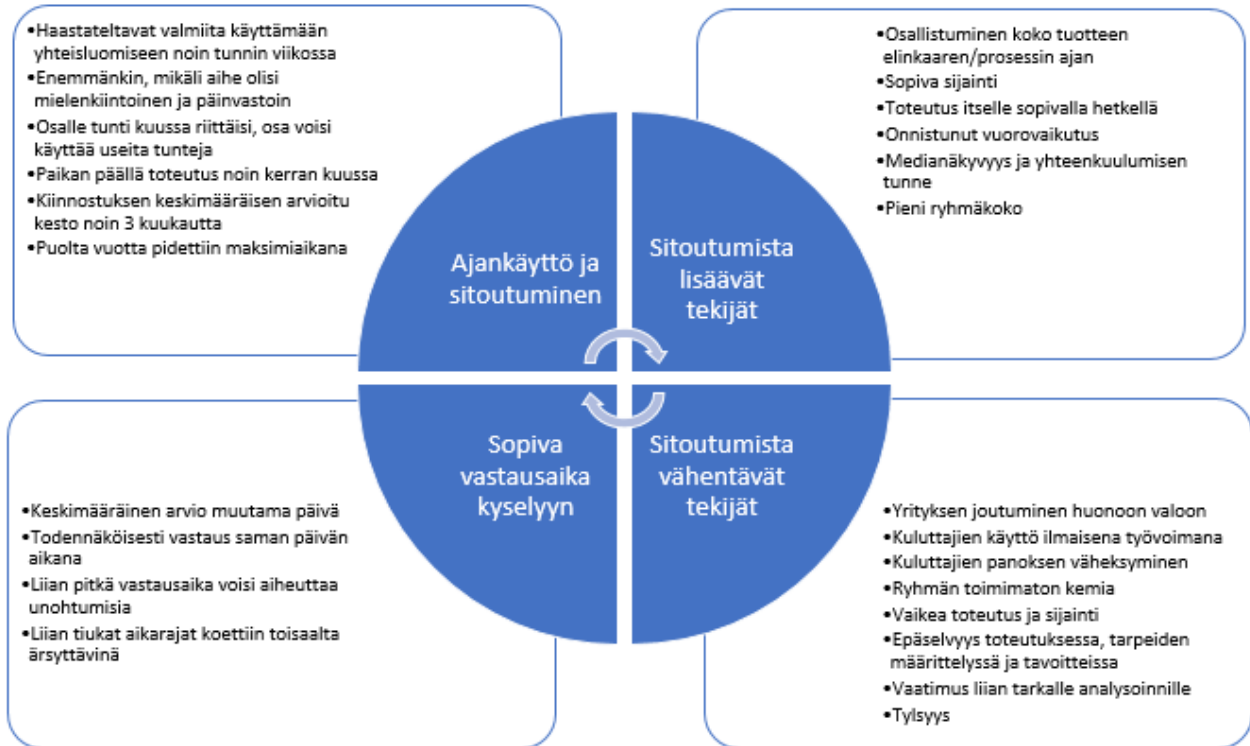 •Haastateltavat valmiita käyttämään
yhteisluomiseen noin tunnin viikossa
•Enemmänkin, mikäli aihe olisi
mielenkiintoinen ja päinvastoin
•Osalle tunti kuussa riittäisi, osa voisi
käyttää useita tunteja
•Paikan päällä toteutus noin kerran kuussa
•Kiinnostuksen keskimääräisen arvioitu
kesto noin 3 kuukautta
•Puolta vuotta pidettiin maksimiaikana
•Osallistuminen koko tuotteen
elinkaaren/prosessin ajan
•Sopiva sijainti
•Toteutus itselle sopivalla hetkellä
•Onnistunut vuorovaikutus
•Medianäkyvyys ja yhteenkuulumisen
tunne
•Pieni ryhmäkoko
Ajankäyttö ja
sitoutuminen
Sitoutumista
lisäävät
tekijät
Sopiva
vastausaika
kyselyyn
Sitoutumista
vähentävät
tekijät
•Keskimääräinen arvio muutama päivä
•Todennäköisesti vastaus saman päivän
aikana
•Liian pitkä vastausaika voisi aiheuttaa
unohtumisia
•Liian tiukat aikarajat koettiin toisaalta
ärsyttävinä
•Yrityksen joutuminen huonoon valoon
•Kuluttajien käyttö ilmaisena työvoimana
•Kuluttajien panoksen väheksyminen
•Ryhmän toimimaton kemia
•Vaikea toteutus ja sijainti
•Epäselvyys toteutuksessa, tarpeiden
määrittelyssä ja tavoitteissa
•Vaatimus liian tarkalle analysoinnille
•Tylsyys